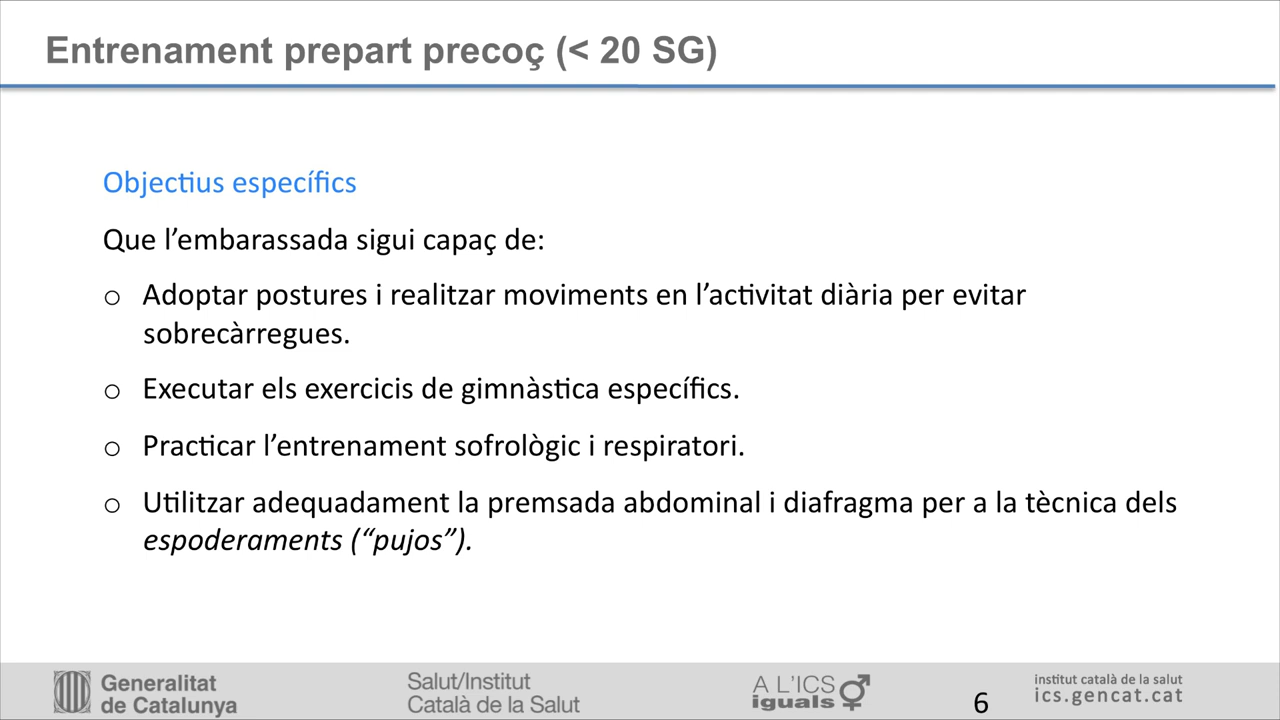 Entrenament prepart precoç (< 20 SG)
Objectius específics
Que l’embarassada sigui capaç de:
o Adoptar postures i realitzar moviments en l’activitat diària per evitar
sobrecàrregues.
o Executar els exercicis de gimnàstica específics.
o Practicar l’entrenament sofrològic i respiratori.
o Utilitzar adequadament la premsada abdominal i diafragma per a la tècnica dels
espoderaments (“pujos”).
Generalitat
de Catalunya
Salut/Institut
Català de la Salut
A L'ICS
iguals
6
institut català de la salut
ics.gencat.cat